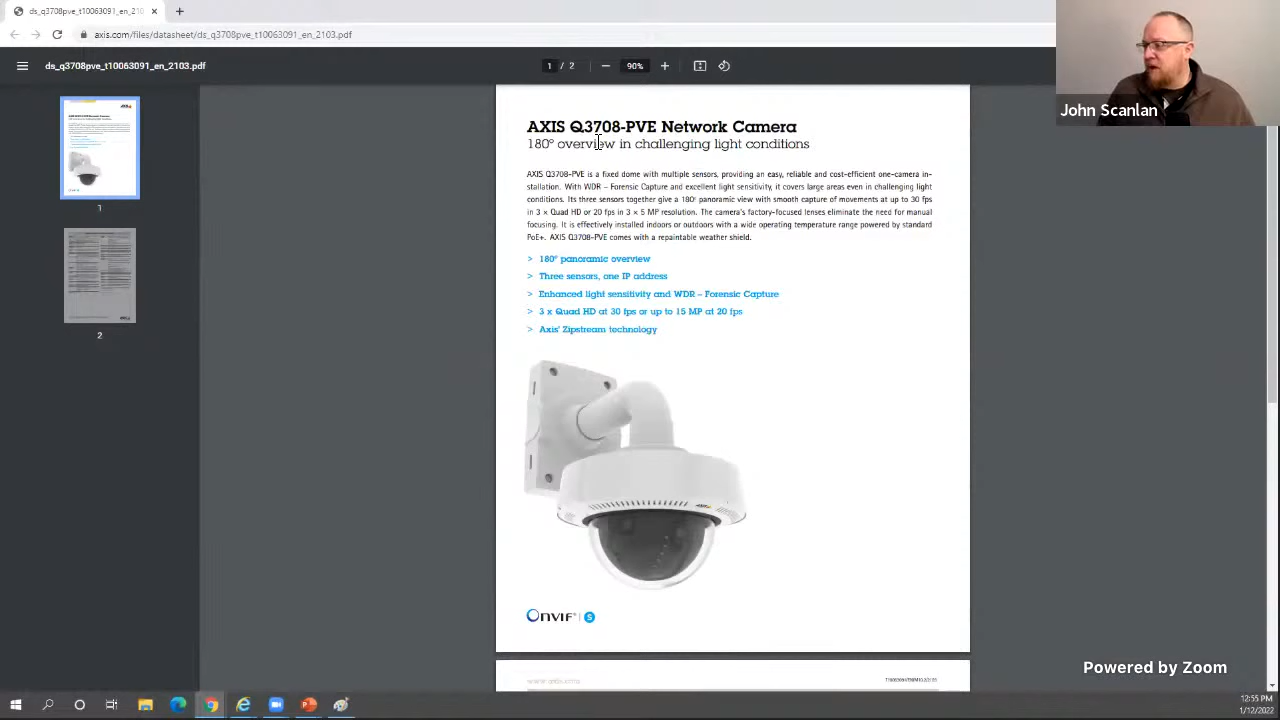 ds_q3708pve_t10063091_en_210
axis.com/files/datasheet/ds_q3708pve_t10063091_en_2103.pdf
ds_q3708pve_t10063091_en_2103.pdf
1 / 2
90%
John Scanlan
AXIS Q3708-PVE Network Camera
180° overview in challenging light conditions
AXIS Q3708-PVE is a fixed dome with multiple sensors, providing an easy, reliable and cost-efficient one-camera in-
stallation. With WDR – Forensic Capture and excellent light sensitivity, it covers large areas even in challenging light
conditions. Its three sensors together give a 180° panoramic view with smooth capture of movements at up to 30 fps
in 3 x Quad HD or 20 fps in 3 × 5 MP resolution. The camera's factory-focused lenses eliminate the need for manual
focusing. It is effectively installed indoors or outdoors with a wide operating temperature range powered by standard
PoE+. AXIS Q3708-PVE comes with a repaintable weather shield.
> 180° panoramic overview
> Three sensors, one IP address
> Enhanced light sensitivity and WDR – Forensic Capture
> 3 x Quad HD at 30 fps or up to 15 MP at 20 fps
> Axis' Zipstream technology
ONVIF® | S
1
2
www.axis.com
Powered by Zoom
12:55 PM
1/12/2022